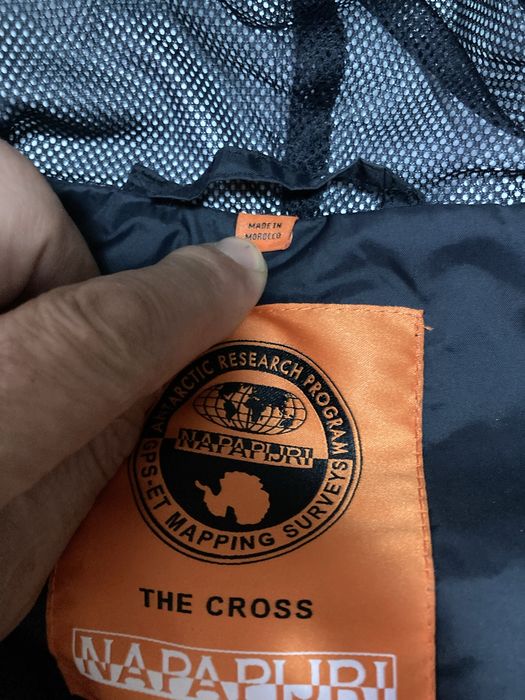 MADE IN
MOROCCO
ANTARCTIC RESEARCH PROGRAM
NAPAPIJRI
GPS-ET MAPPING SURVEYS
THE CROSS
NAPAPIJRI